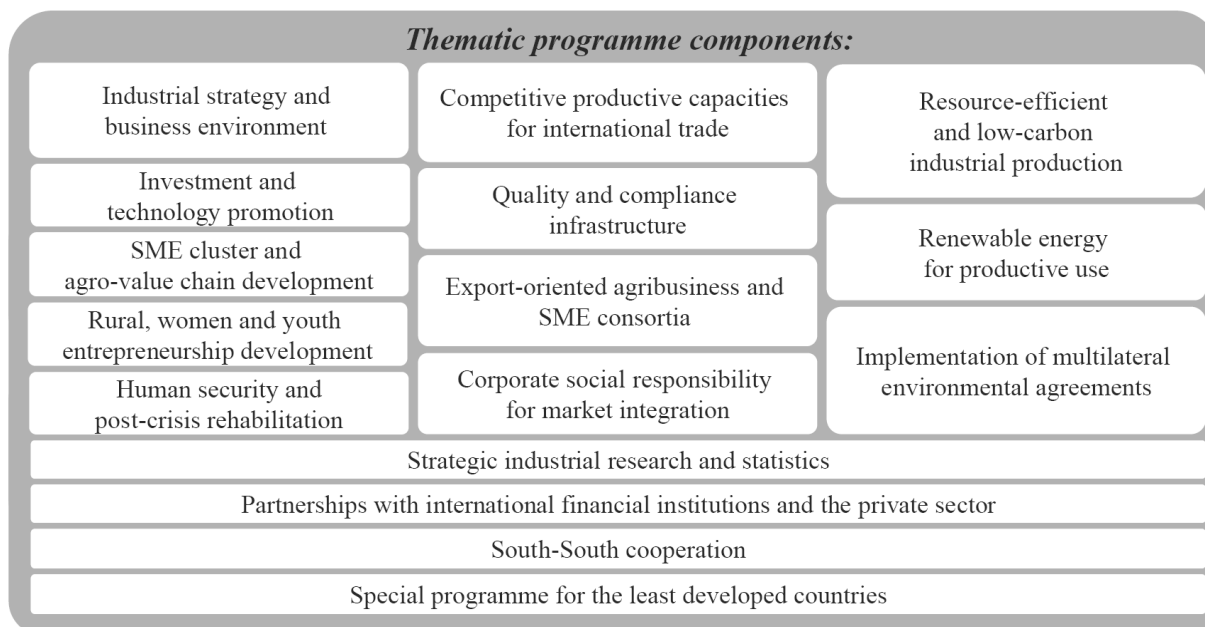 Thematic programme components:
Industrial strategy and
business environment
Investment and
technology promotion
SME cluster and
agro-value chain development
Rural, women and youth
entrepreneurship development
Human security and
post-crisis rehabilitation
Competitive productive capacities
for international trade
Quality and compliance
infrastructure
Export-oriented agribusiness and
SME consortia
Corporate social responsibility
for market integration
Resource-efficient
and low-carbon
industrial production
Renewable energy
for productive use
Implementation of multilateral
environmental agreements
Strategic industrial research and statistics
Partnerships with international financial institutions and the private sector
South-South cooperation
Special programme for the least developed countries